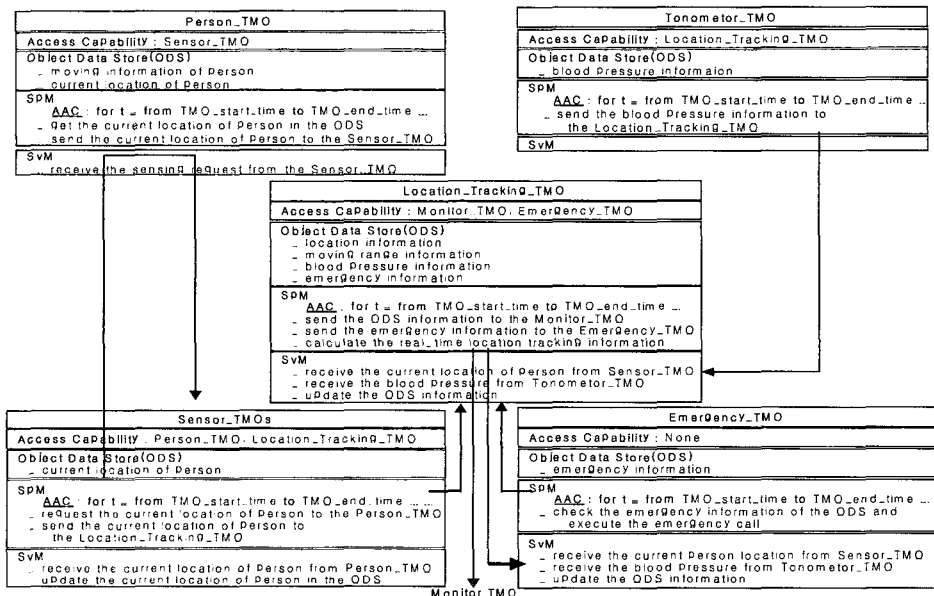 Person_TMO
Access Capability : Sensor_TMO
Object Data Store(ODS)
_ moving information of person
_ current location of person
SpM
AAC : for t = from TMO_start_time to TMO_end_time ...
_ get the current location of Person in the ODS
_ send the current location of Person to the Sensor_TMO
SvM
_ receive the sensing request from the Sensor_TMO
Tonometor_TMO
Access Capability : Location_Tracking_TMO
Object Data Store(ODS)
_ blood pressure informaion
SpM
AAC : for t = from TMO_start_time to TMO_end_time ...
_ send the blood pressure information to
the Location_Tracking_TMO
SvM
Location_Tracking_TMO
Access Capability : Monitor_TMO, Emergency_TMO
Object Data Store(ODS)
_ location information
_ moving range information
_ blood pressure information
_ emergency information
SpM
AAC : for t = from TMO_start_time to TMO_end_time ...
_ send the ODS information to the Monitor_TMO
_ send the emergency information to the Emergency_TMO
_ calculate the real_time location tracking information
SvM
_ receive the current location of person from Sensor_TMO
_ receive the blood pressure from Tonometor_TMO
_ update the ODS information
Sensor_TMOs
Access Capability : Person_TMO, Location_Tracking_TMO
Object Data Store(ODS)
_ current location of person
SpM
AAC : for t = from TMO_start_time to TMO_end_time ... ...
_ request the current location of person to the Person_TMO
_ send the current location of person to
the Location_Tracking_TMO
SvM
_ receive the current location of person from Person_TMO
_ update the current location of person in the ODS
Emergency_TMO
Access Capability : None
Object Data Store(ODS)
_ emergency information
SpM
AAC : for t = from TMO_start_time to TMO_end_time ...
_ check the emergency information of the ODS and
execute the emergency call
SvM
_ receive the current person location from Sensor_TMO
_ receive the blood pressure from Tonometor_TMO
_ update the ODS information
Monitor_TMO